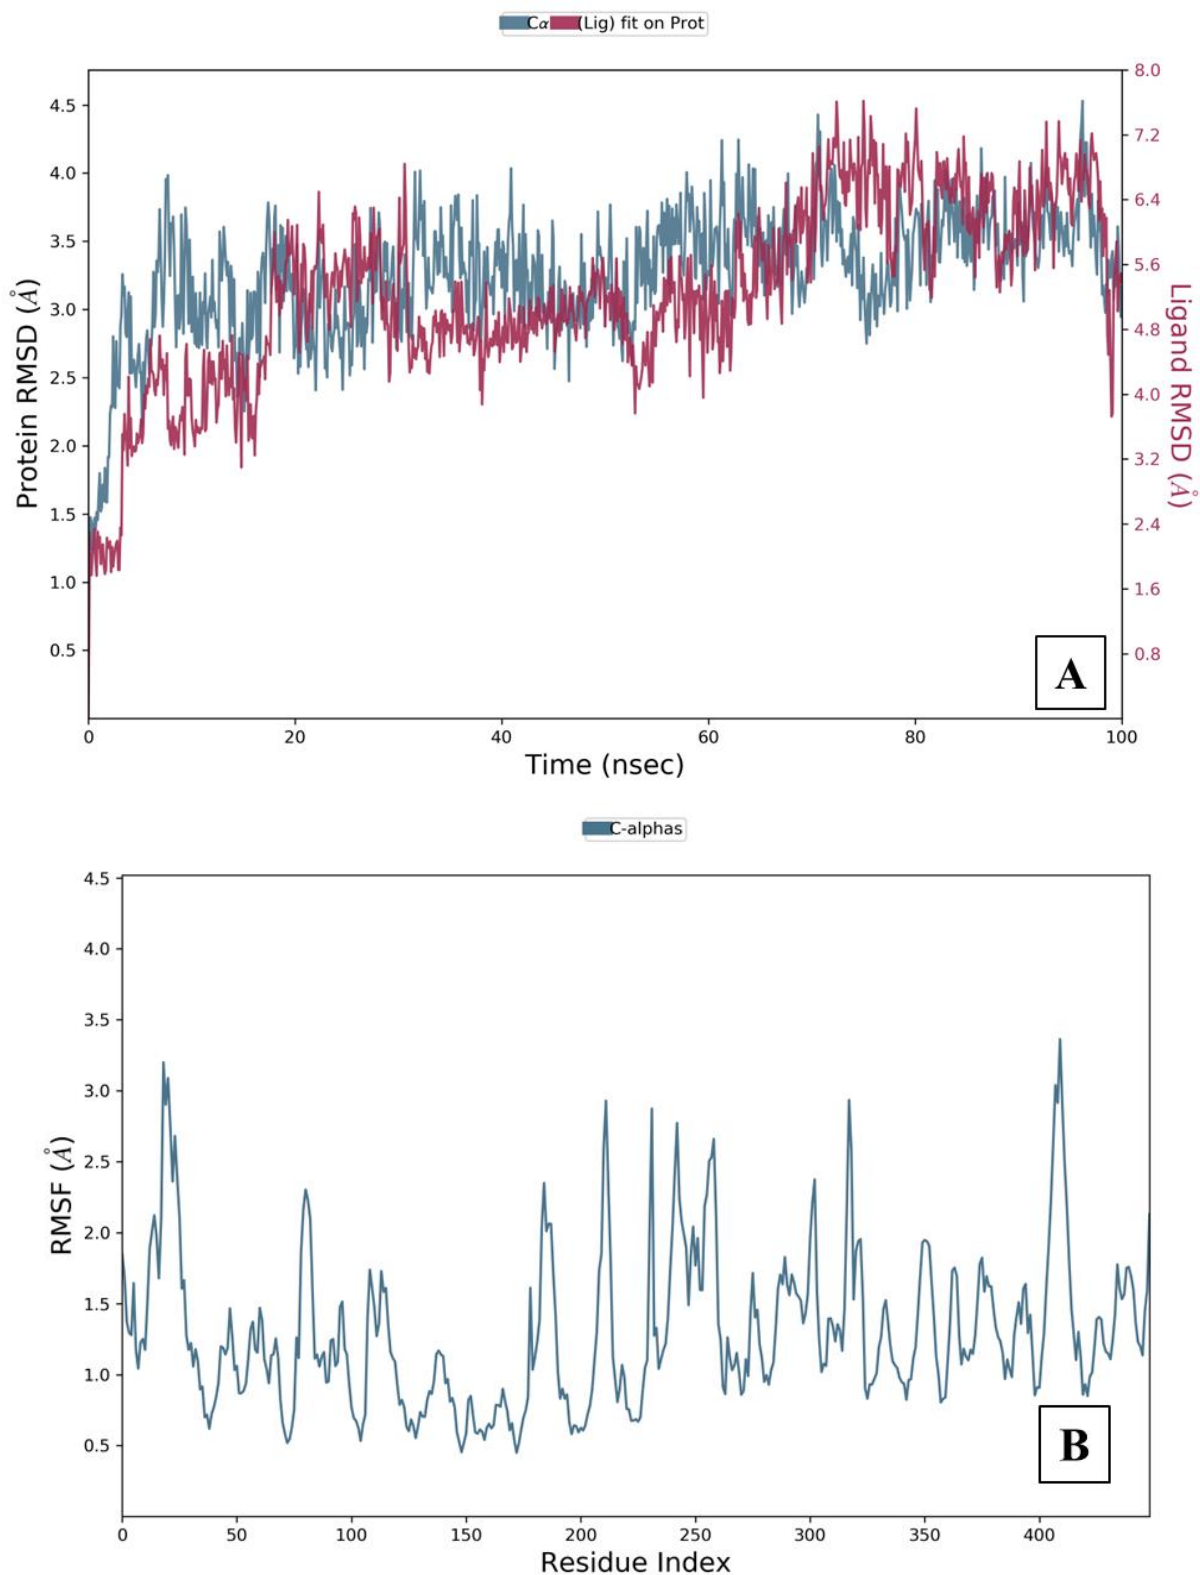 Cα (Lig) fit on Prot
4.5
4.0
3.5
3.0
2.5
2.0
1.5
1.0
0.5
Protein RMSD (Å)
8.0
7.2
6.4
5.6
4.8
4.0
3.2
2.4
1.6
0.8
Ligand RMSD (Å)
A
0 20 40 60 80 100
Time (nsec)
C-alphas
4.5
4.0
3.5
3.0
2.5
2.0
1.5
1.0
0.5
RMSF (Å)
B
0 50 100 150 200 250 300 350 400
Residue Index